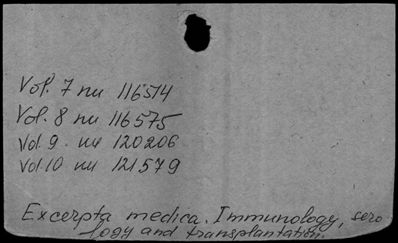 Vol. 7 nu 116514
Vol. 8 nu 116575
Vol 9. nu 120206
Vol 10 nu 121579
Excerpta medica. Immunology, sero
logy and transplantation.